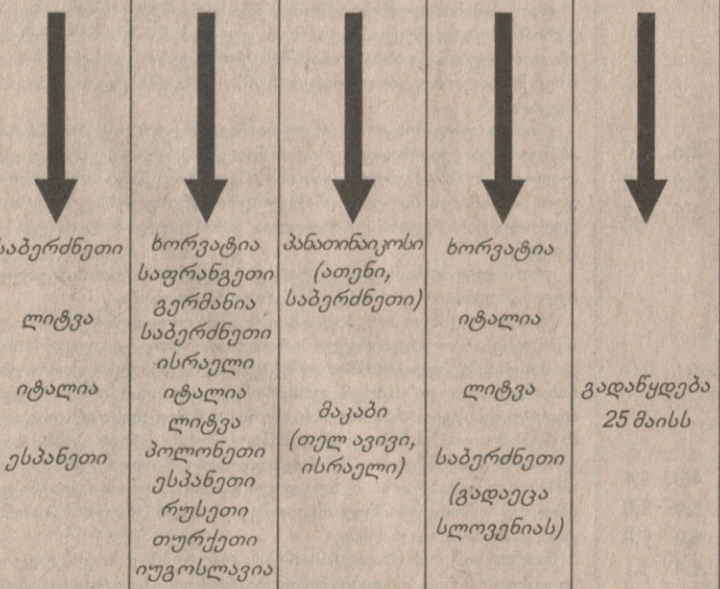 საბერძნეთი
ლიტვა
იტალია
ესპანეთი
ხორვატია
საფრანგეთი
გერმანია
საბერძნეთი
ისრაელი
იტალია
ლიტვა
პოლონეთი
ესპანეთი
რუსეთი
თურქეთი
იუგოსლავია
პანათინაიკოსი
(ათენი,
საბერძნეთი)
მაკაბი
(თელ ავივი,
ისრაელი)
ხორვატია
იტალია
ლიტვა
საბერძნეთი
(გადაეცა
სლოვენიას)
გადაწყდება
25 მაისს